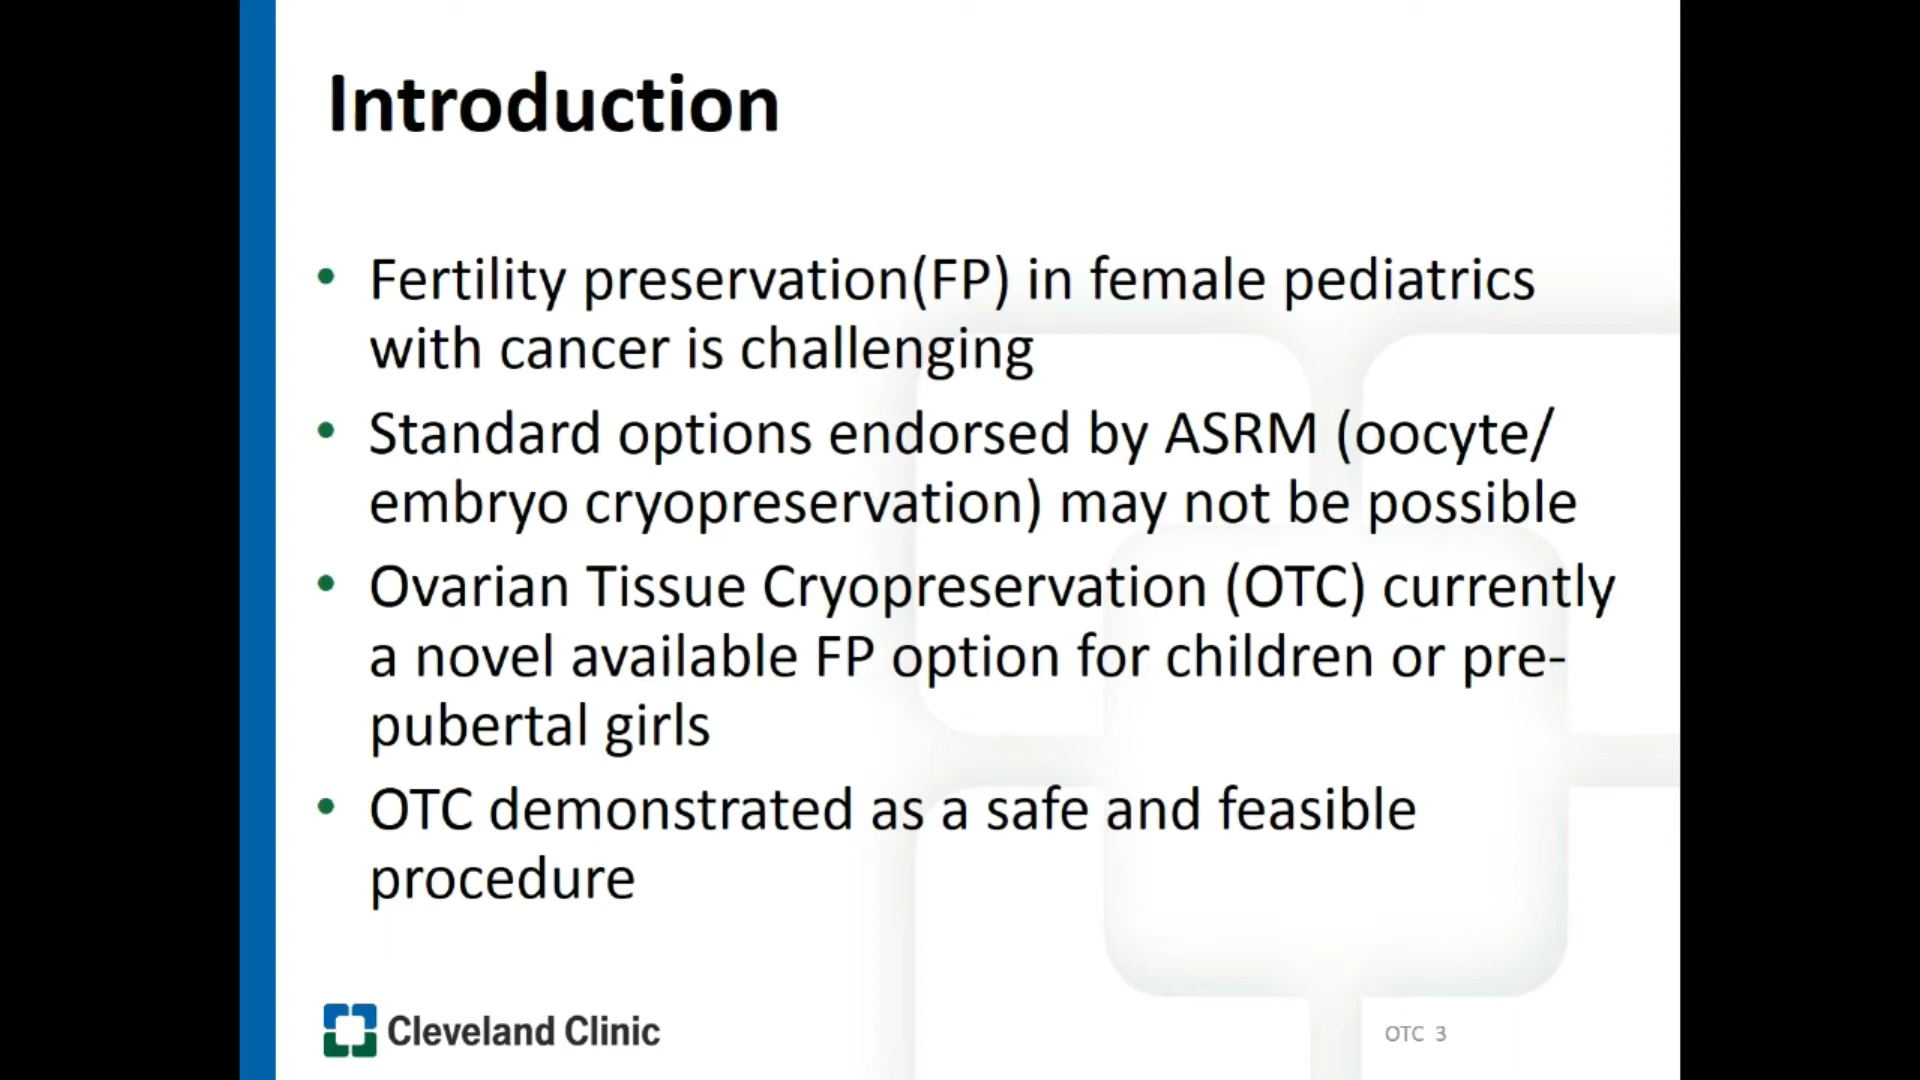 Introduction
• Fertility preservation(FP) in female pediatrics
with cancer is challenging
• Standard options endorsed by ASRM (oocyte/
embryo cryopreservation) may not be possible
• Ovarian Tissue Cryopreservation (OTC) currently
a novel available FP option for children or pre-
pubertal girls
• OTC demonstrated as a safe and feasible
procedure
Cleveland Clinic
OTC 3